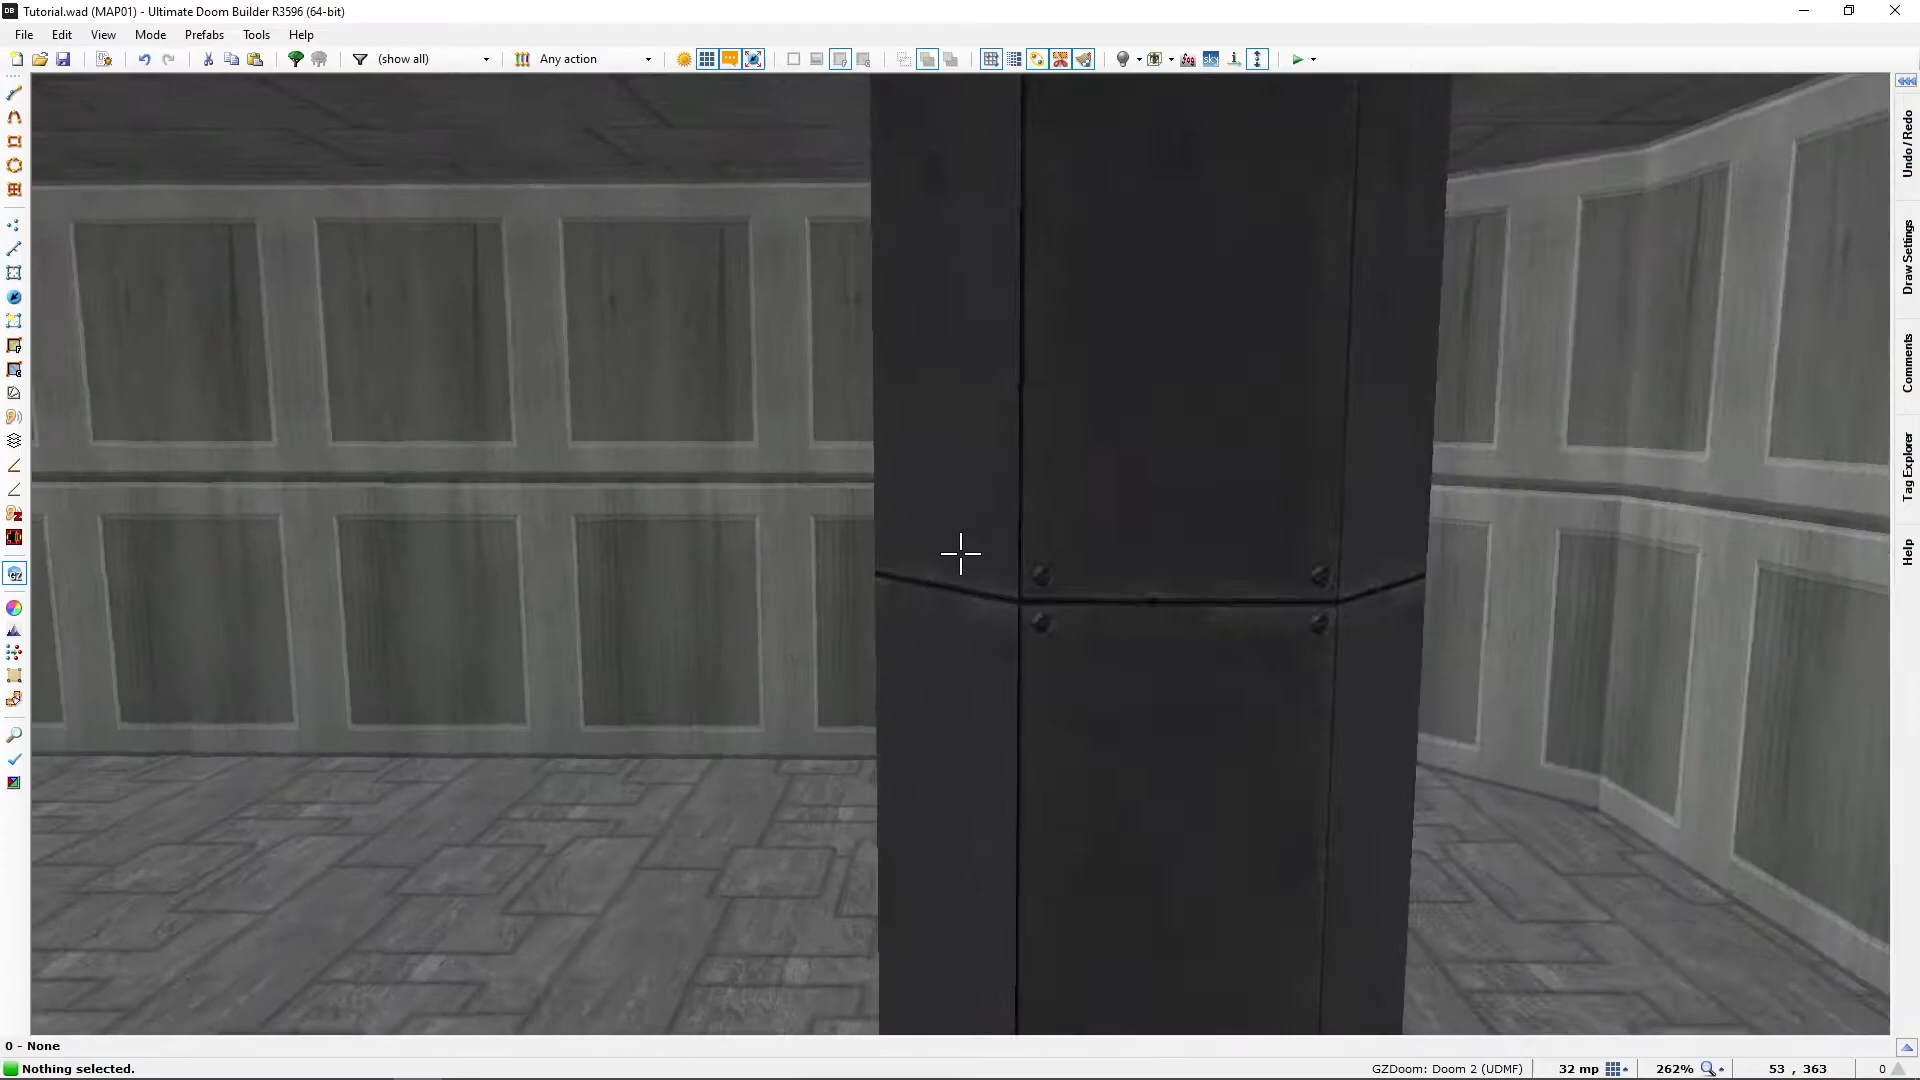 Tutorial.wad (MAP01) - Ultimate Doom Builder R3596 (64-bit)
File Edit View Mode Prefabs Tools Help
(show all) Any action
Undo / Redo
Draw Settings
Comments
Tag Explorer
Help
0 - None
Nothing selected. GZDoom: Doom 2 (UDMF) 32 mp 262% 53 , 363 0